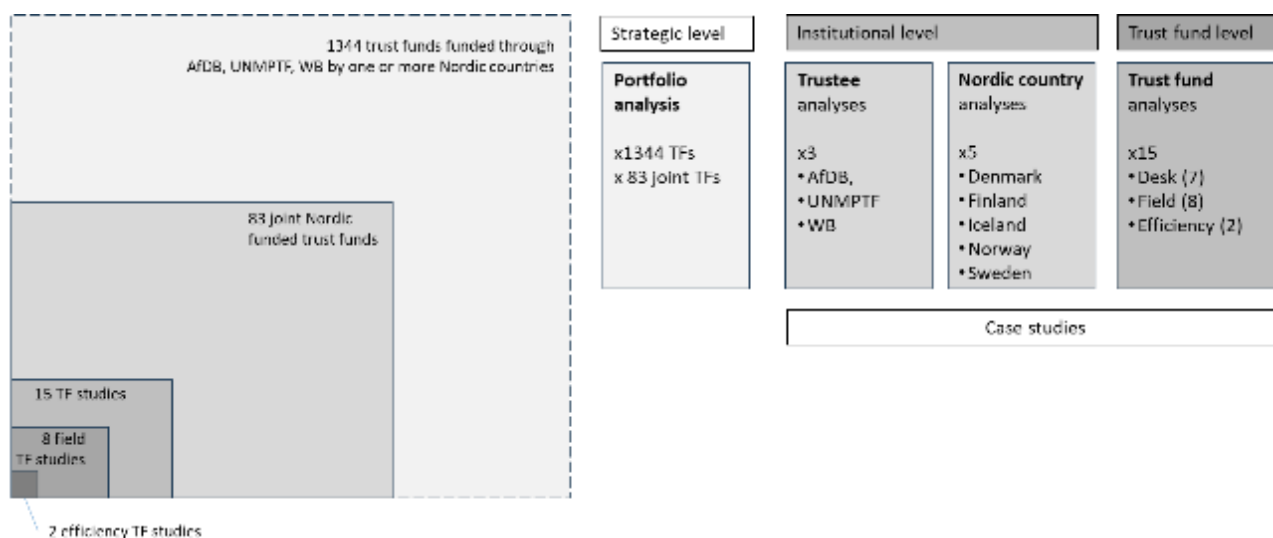 1344 trust funds funded through
AfDB, UNMPTF, WB by one or more Nordic countries
83 joint Nordic
funded trust funds
15 TF studies
8 field
TF studies
2 efficiency TF studies
Strategic level
Portfolio
analysis
x1344 TFs
x 83 joint TFs
Institutional level
Trustee
analyses
x3
• AfDB,
• UNMPTF
• WB
Nordic country
analyses
x5
• Denmark
• Finland
• Iceland
• Norway
• Sweden
Trust fund level
Trust fund
analyses
x15
• Desk (7)
• Field (8)
• Efficiency (2)
Case studies